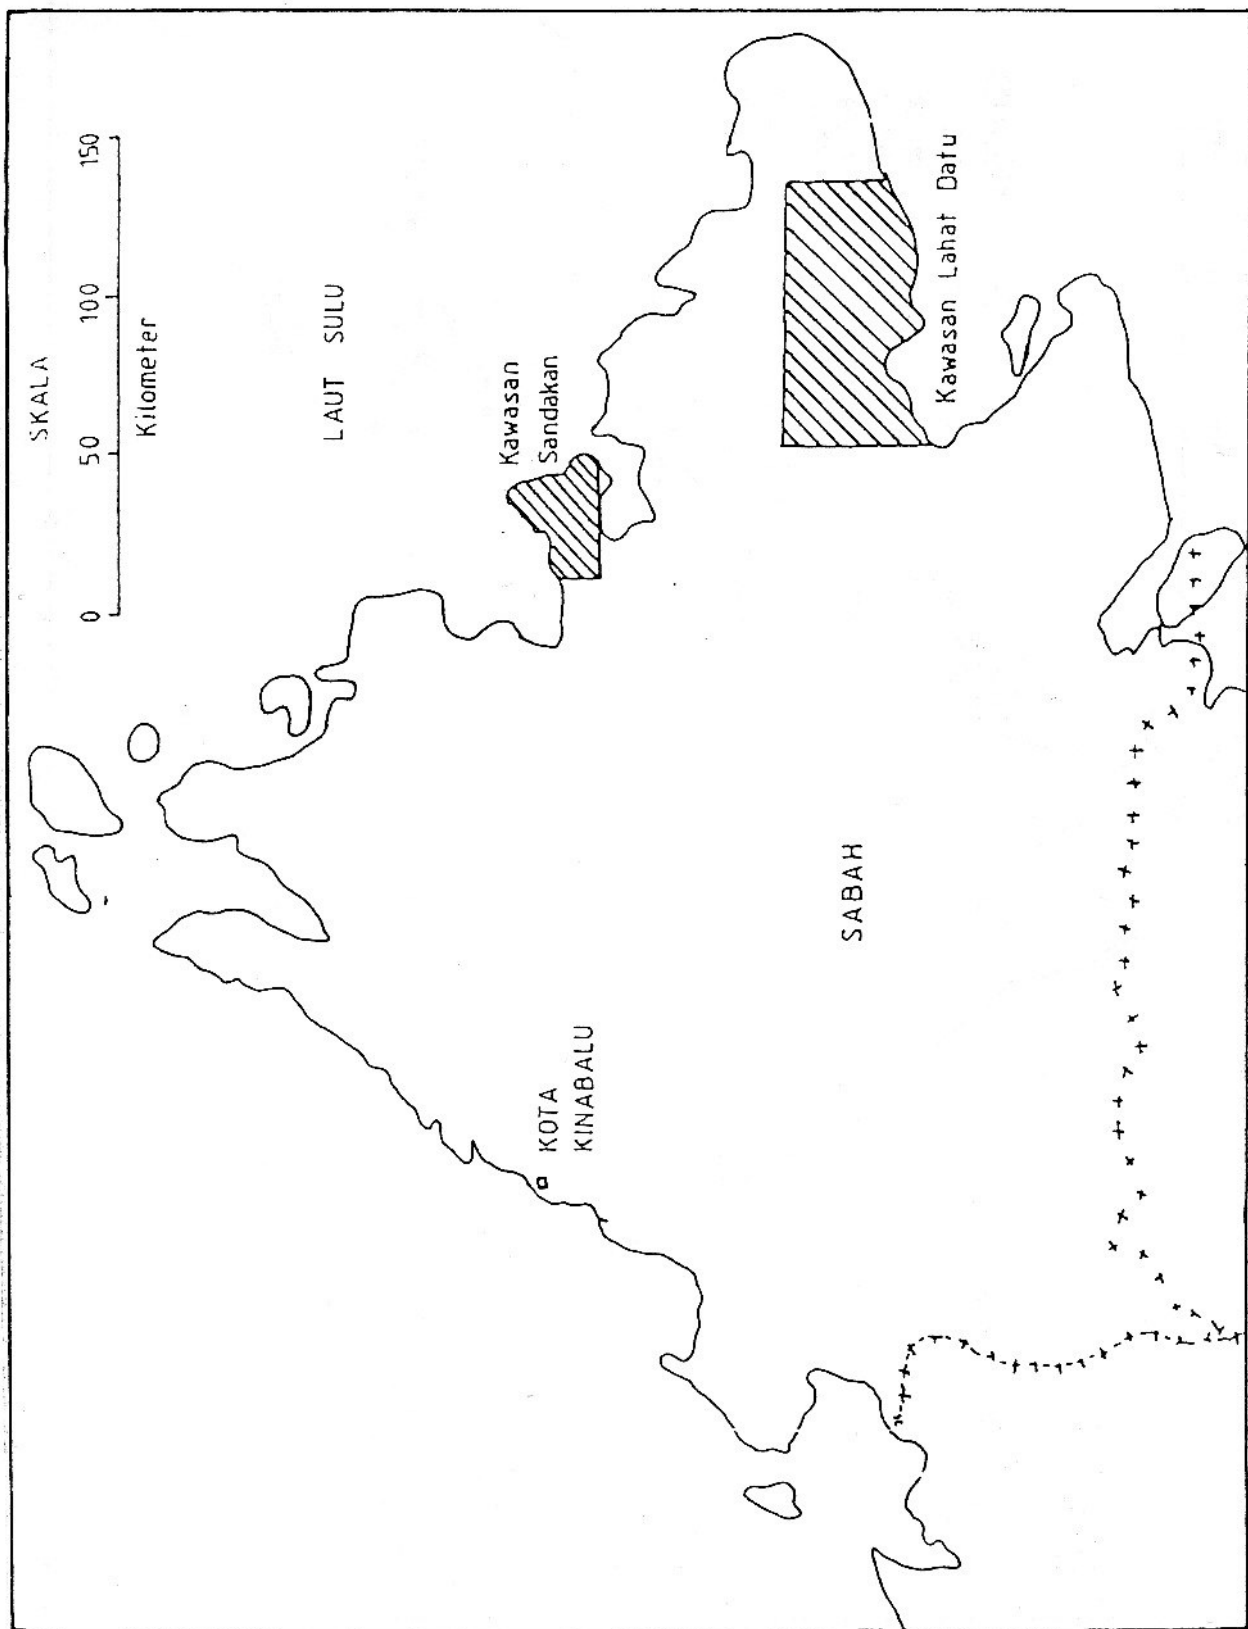 SKALA
0 50 100 150
Kilometer
LAUT SULU
Kawasan
Sandakan
KOTA
KINABALU
SABAH
Kawasan Lahat Datu